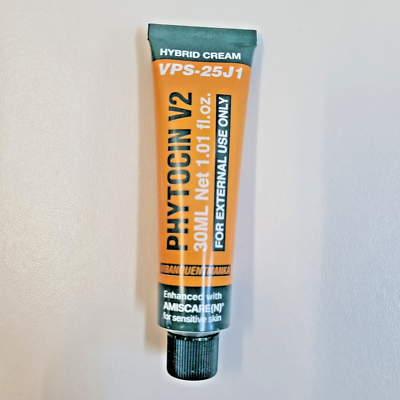 HYBRID CREAM
VPS-25J1
PHYTOCIN V2
30ML Net 1.01 fl.oz.
FOR EXTERNAL USE ONLY
Enhanced with
AMISCARE(N)®
for sensitive skin